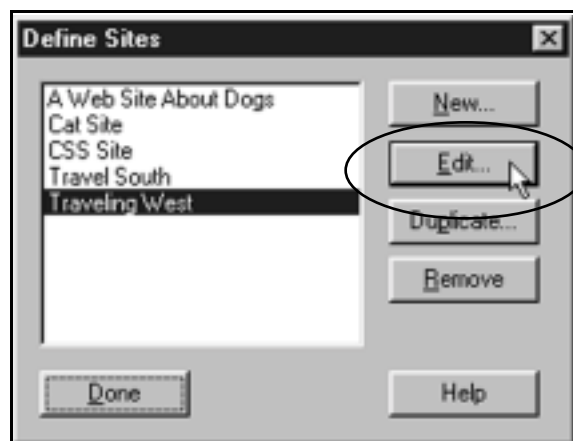 Define Sites
A Web Site About Dogs
Cat Site
CSS Site
Travel South
Traveling West
New...
Edit...
Duplicate...
Remove
Done
Help